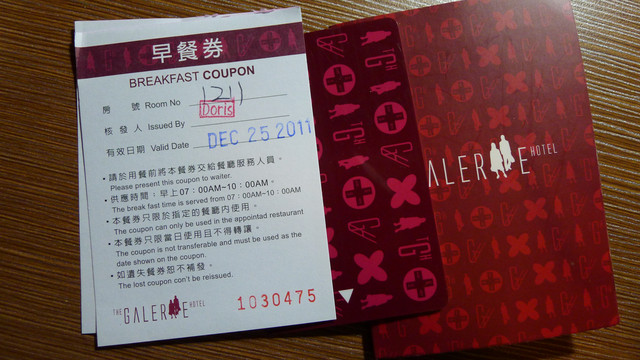 早餐券
BREAKFAST COUPON
房 號 Room No 1211
Doris
核 發 人 Issued By
有效日期 Valid Date DEC 25 2011
• 請於用餐前將本餐券交給餐廳服務人員。
Please present this coupon to waiter.
• 供應時間:早上07:00AM~10:00AM。
The break fast time is served from 07:00AM~10:00AM
• 本餐券只限於指定的餐廳內使用。
The coupon can only be used in the appointad restaurant
• 本餐券只限當日使用且不得轉讓。
The coupon is not transferable and must be used as the
date shown on the coupon.
• 如遺失餐券恕不補發。
The lost coupon con't be reissued.
THE GALERIE HOTEL
1030475
TGH
TGH
GALERIE HOTEL